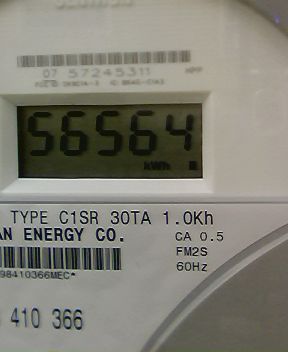 07 57245311
56564
kWh
TYPE C1SR 30TA 1.0Kh
AN ENERGY CO. CA 0.5
FM2S
60Hz
98410366MEC*
410 366